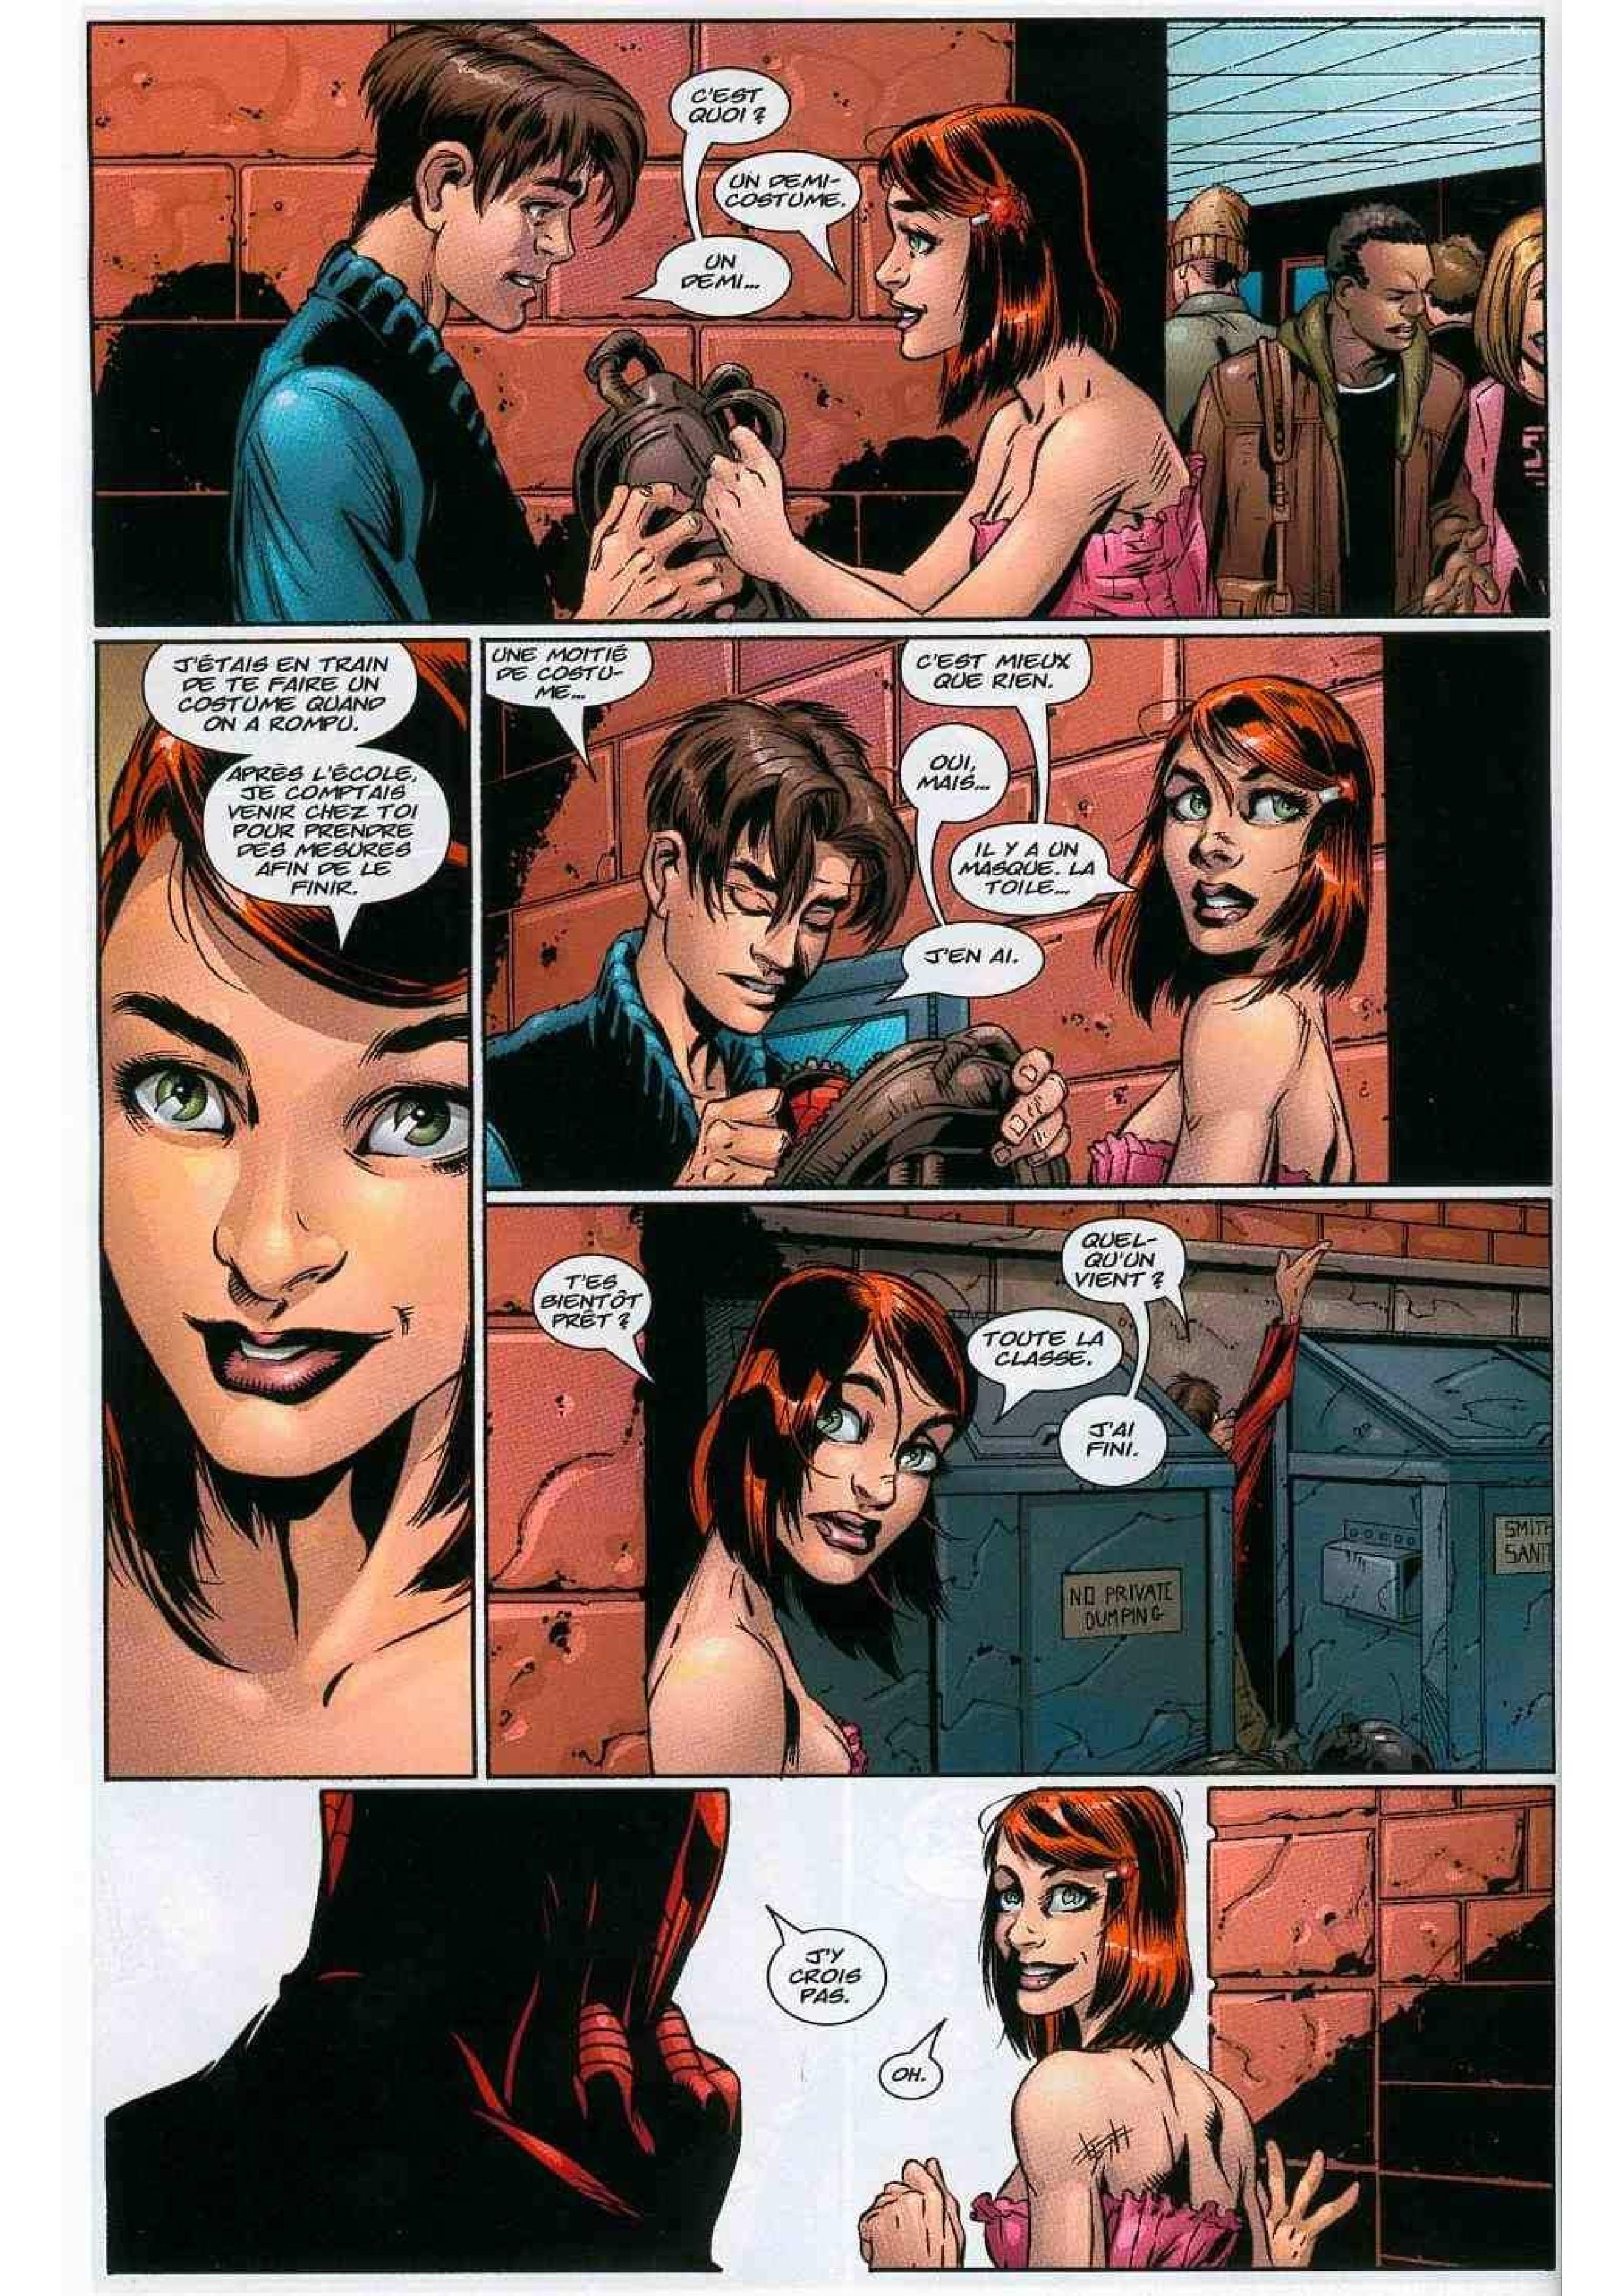 C'EST
QUOI ?
UN DEMI-
COSTUME.
UN
DEMI...
J'ÉTAIS EN TRAIN
DE TE FAIRE UN
COSTUME QUAND
ON A ROMPU.
APRÈS L'ÉCOLE,
JE COMPTAIS
VENIR CHEZ TOI
POUR PRENDRE
DES MESURES
AFIN DE LE
FINIR.
UNE MOITIÉ
DE COSTU-
ME...
C'EST MIEUX
QUE RIEN.
OUI,
MAIS...
IL Y A UN
MASQUE. LA
TOILE...
J'EN AI.
T'ES
BIENTÔT
PRÊT ?
QUEL-
QU'UN
VIENT ?
TOUTE LA
CLASSE.
J'AI
FINI.
NO PRIVATE
DUMPING
SMITH
SANI
J'Y
CROIS
PAS.
OH.